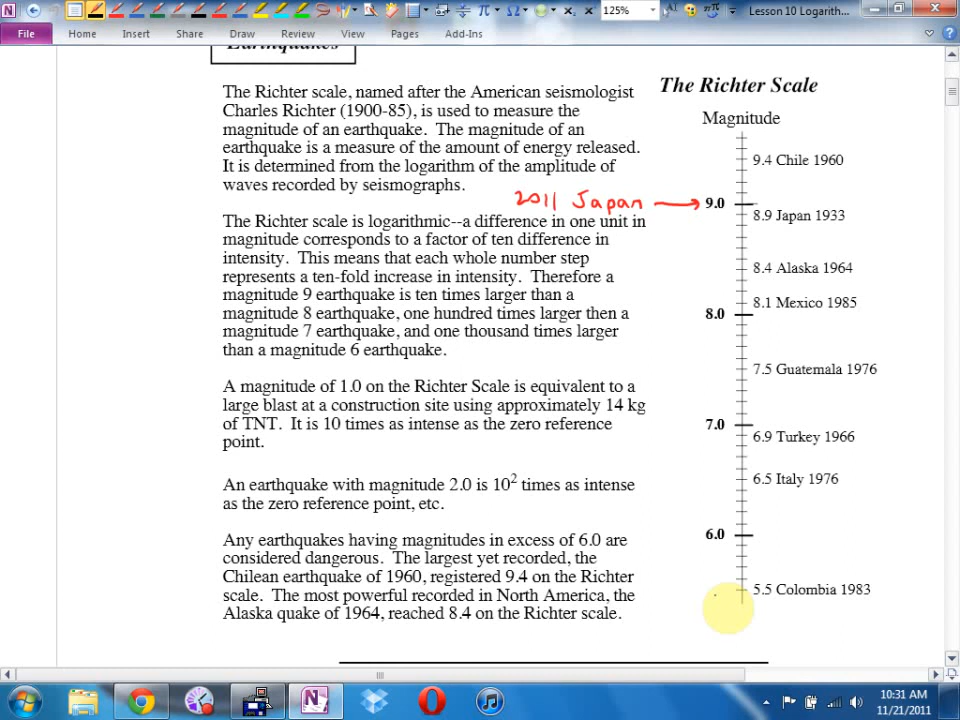 125%
Lesson 10 Logarith...
File
Home
Insert
Share
Draw
Review
View
Pages
Add-Ins
Earthquakes
The Richter scale, named after the American seismologist
Charles Richter (1900-85), is used to measure the
magnitude of an earthquake. The magnitude of an
earthquake is a measure of the amount of energy released.
It is determined from the logarithm of the amplitude of
waves recorded by seismographs.
2011 Japan
The Richter scale is logarithmic--a difference in one unit in
magnitude corresponds to a factor of ten difference in
intensity. This means that each whole number step
represents a ten-fold increase in intensity. Therefore a
magnitude 9 earthquake is ten times larger than a
magnitude 8 earthquake, one hundred times larger then a
magnitude 7 earthquake, and one thousand times larger
than a magnitude 6 earthquake.
A magnitude of 1.0 on the Richter Scale is equivalent to a
large blast at a construction site using approximately 14 kg
of TNT. It is 10 times as intense as the zero reference
point.
An earthquake with magnitude 2.0 is 10² times as intense
as the zero reference point, etc.
Any earthquakes having magnitudes in excess of 6.0 are
considered dangerous. The largest yet recorded, the
Chilean earthquake of 1960, registered 9.4 on the Richter
scale. The most powerful recorded in North America, the
Alaska quake of 1964, reached 8.4 on the Richter scale.
The Richter Scale
Magnitude
9.4 Chile 1960
9.0
8.9 Japan 1933
8.4 Alaska 1964
8.1 Mexico 1985
8.0
7.5 Guatemala 1976
7.0
6.9 Turkey 1966
6.5 Italy 1976
6.0
5.5 Colombia 1983
10:31 AM
11/21/2011